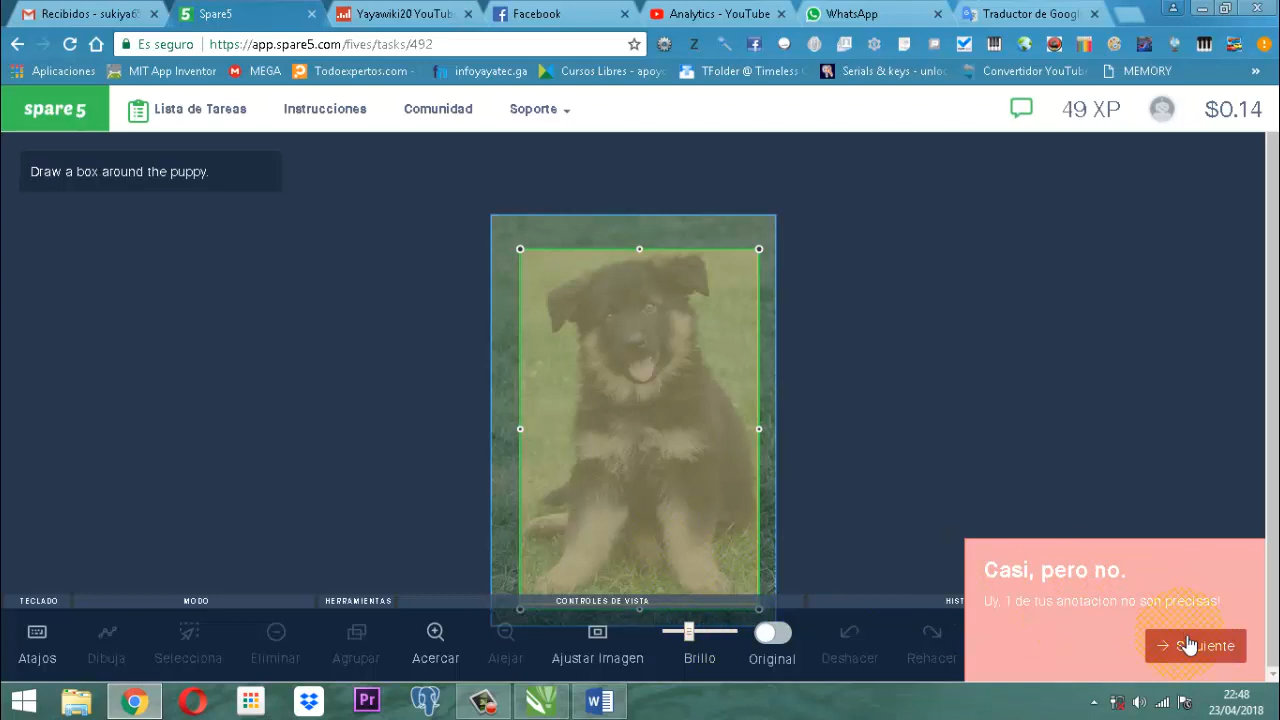 Recibidos - sukiya6
Spare5
Yayawiki20 YouTub
Facebook
Analytics - YouTube
WhatsApp
Traductor de Googl
Es seguro
https://app.spare5.com/fives/tasks/492
Aplicaciones
MIT App Inventor
MEGA
Todoexpertos.com -
infoyayatec.ga
Cursos Libres - apoy
TFolder @ Timeless
Serials & keys - unlo
Convertidor YouTub
MEMORY
»
spare5
Lista de Tareas
Instrucciones
Comunidad
Soporte
49 XP
$0.14
Draw a box around the puppy.
Casi, pero no.
Uy, 1 de tus anotacion no son precisas!
Siguiente
TECLADO
MODO
HERRAMIENTAS
CONTROLES DE VISTA
HIST
Atajos
Dibuja
Selecciona
Eliminar
Agrupar
Acercar
Alejar
Ajustar Imagen
Brillo
Original
Deshacer
Rehacer
Pr
22:48
23/04/2018